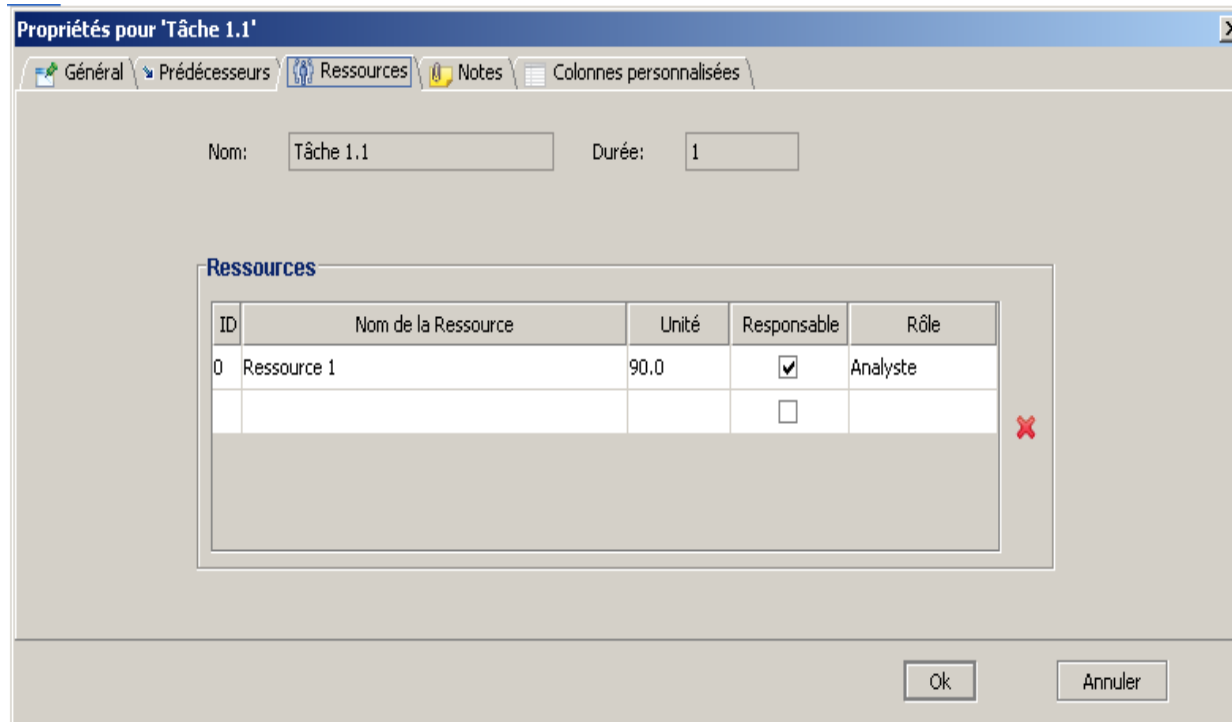 Propriétés pour 'Tâche 1.1'
Général Prédécesseurs Ressources Notes Colonnes personnalisées
Nom: Tâche 1.1 Durée: 1
Ressources
ID Nom de la Ressource Unité Responsable Rôle
0 Ressource 1 90.0 Analyste
Ok Annuler